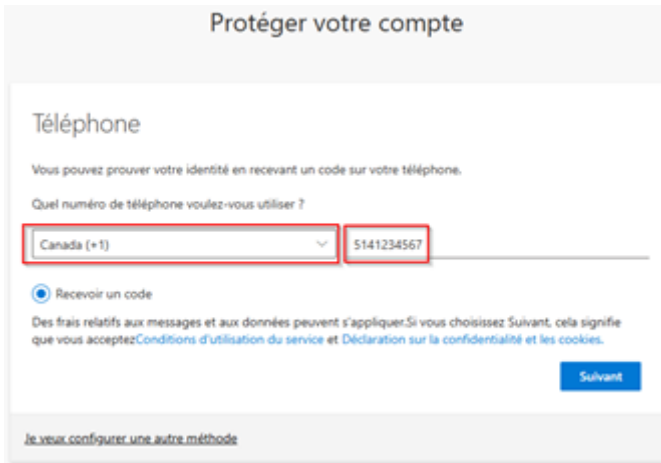 Protéger votre compte
Téléphone
Vous pouvez prouver votre identité en recevant un code sur votre téléphone.
Quel numéro de téléphone voulez-vous utiliser ?
Canada (+1)
5141234567
Recevoir un code
Des frais relatifs aux messages et aux données peuvent s'appliquer.Si vous choisissez Suivant, cela signifie
que vous acceptezConditions d'utilisation du service et Déclaration sur la confidentialité et les cookies.
Suivant
Je veux configurer une autre méthode